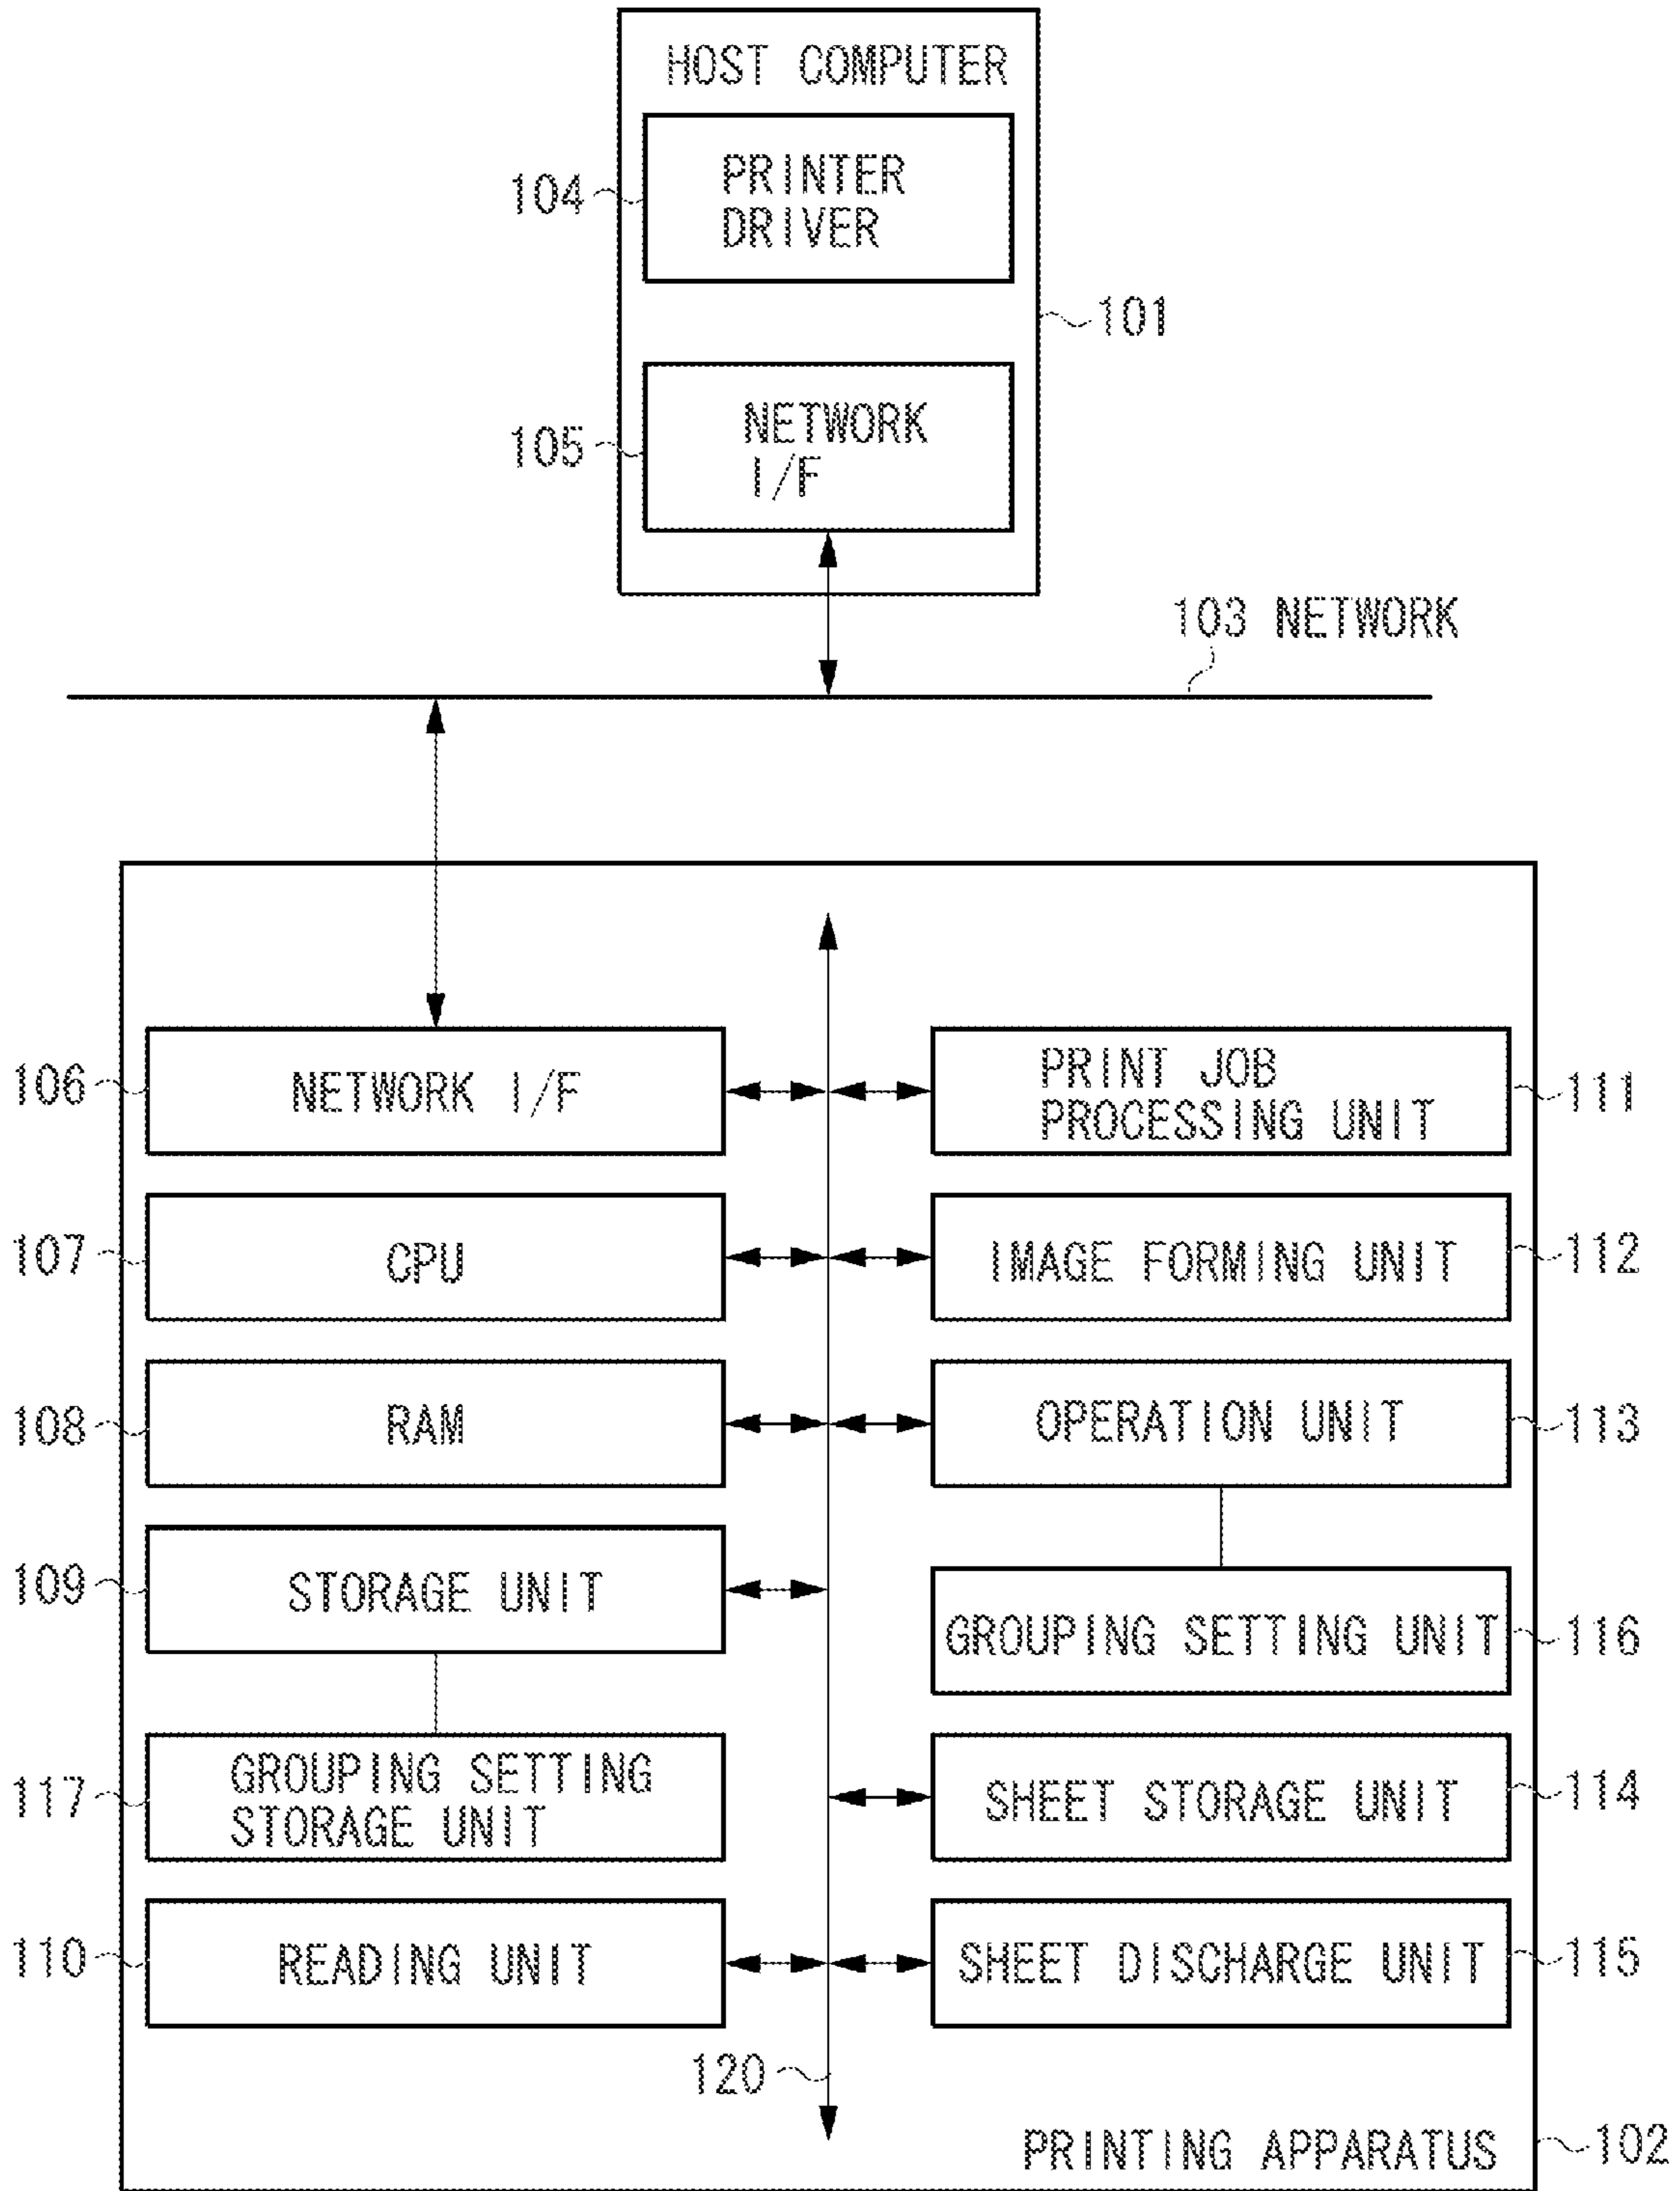 HOST COMPUTER
104
PRINTER
DRIVER
101
105
NETWORK
I/F
103 NETWORK
106
NETWORK I/F
PRINT JOB
PROCESSING UNIT
111
107
CPU
IMAGE FORMING UNIT
112
108
RAM
OPERATION UNIT
113
109
STORAGE UNIT
GROUPING SETTING UNIT
116
117
GROUPING SETTING
STORAGE UNIT
SHEET STORAGE UNIT
114
110
READING UNIT
SHEET DISCHARGE UNIT
115
120
PRINTING APPARATUS
102